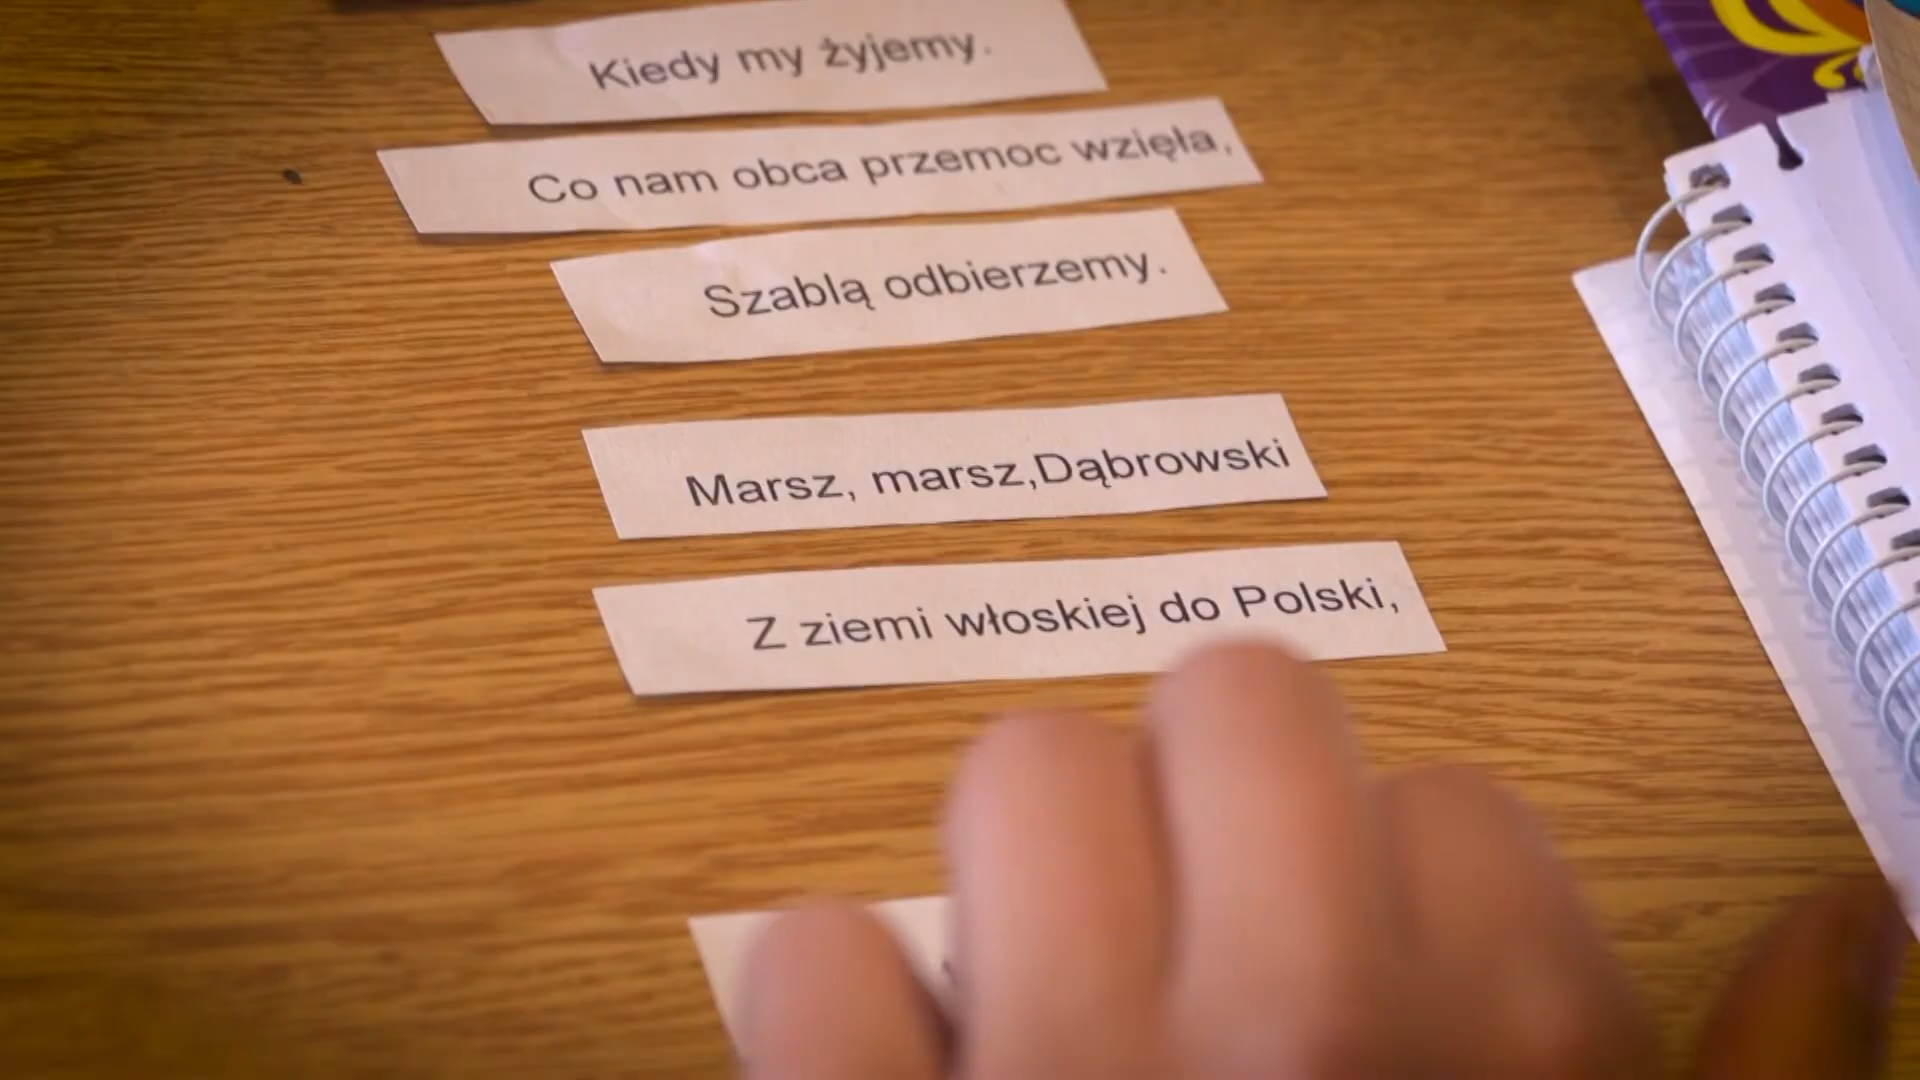 Kiedy my żyjemy.
Co nam obca przemoc wzięła,
Szablą odbierzemy.
Marsz, marsz,Dąbrowski
Z ziemi włoskiej do Polski,